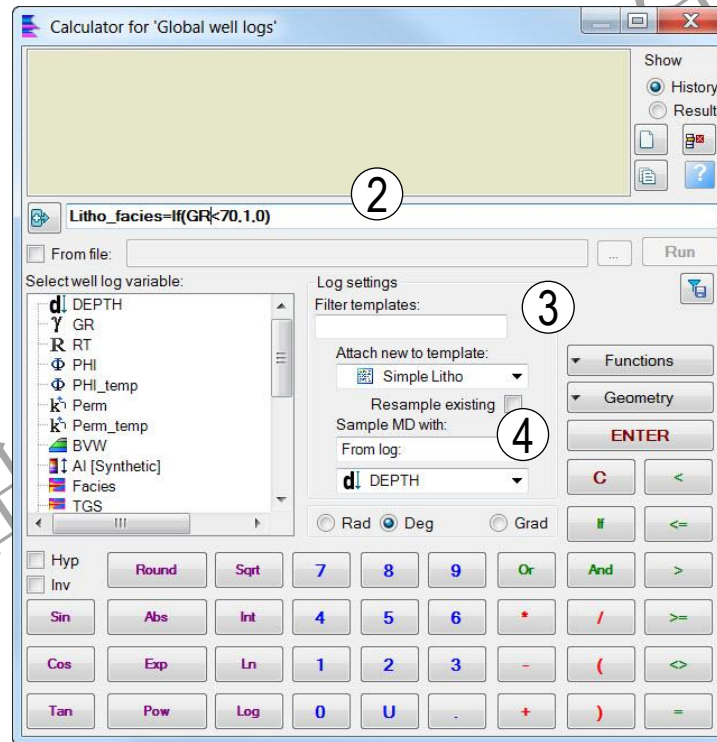 Calculator for 'Global well logs'
Show
History
Result
2
Litho_facies=If(GR<70,1,0)
From file:
...
Run
Select well log variable:
Log settings
d DEPTH
Filter templates:
3
γ GR
R RT
Φ PHI
Attach new to template:
Functions
Φ PHI_temp
Simple Litho
k Perm
Resample existing
Geometry
k Perm_temp
Sample MD with:
4
BVW
From log:
ENTER
AI [Synthetic]
Facies
d DEPTH
C <
TGS
Rad Deg Grad
If <=
Hyp
Inv
Round Sqrt 7 8 9 Or And >
Sin Abs Int 4 5 6 * / >=
Cos Exp Ln 1 2 3 - ( <>
Tan Pow Log 0 U . + ) =